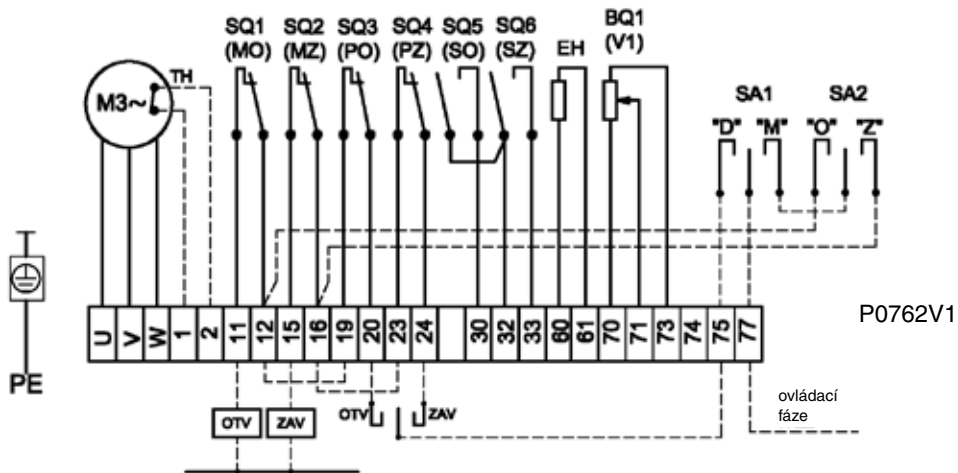 SQ1 SQ2 SQ3 SQ4 SQ5 SQ6 BQ1
(MO) (MZ) (PO) (PZ) (SO) (SZ) EH (V1)
TH
M3~
SA1 SA2
"D" "M" "O" "Z"
U V W 1 2 11 12 15 16 19 20 23 24 30 32 33 60 61 70 71 73 74 75 77
P0762V1
PE
OTV ZAV OTV ZAV
ovládací
fáze